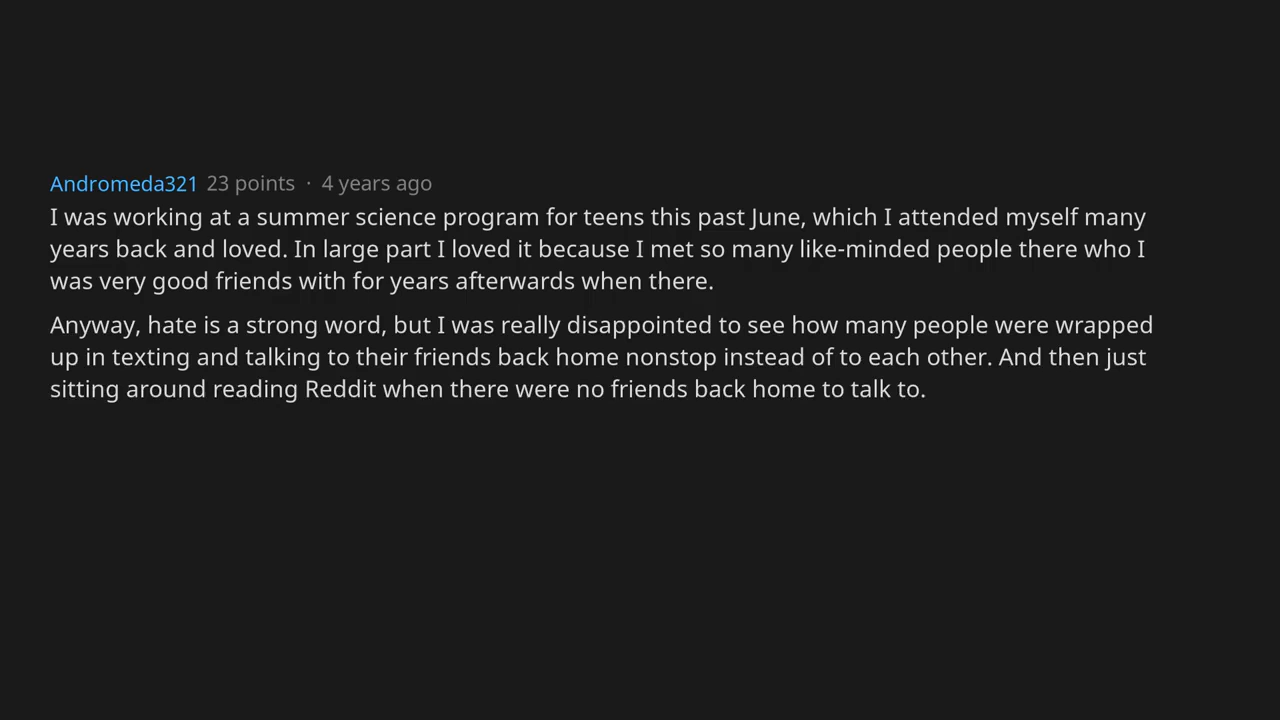 Andromeda321 23 points · 4 years ago
I was working at a summer science program for teens this past June, which I attended myself many
years back and loved. In large part I loved it because I met so many like-minded people there who I
was very good friends with for years afterwards when there.
Anyway, hate is a strong word, but I was really disappointed to see how many people were wrapped
up in texting and talking to their friends back home nonstop instead of to each other. And then just
sitting around reading Reddit when there were no friends back home to talk to.